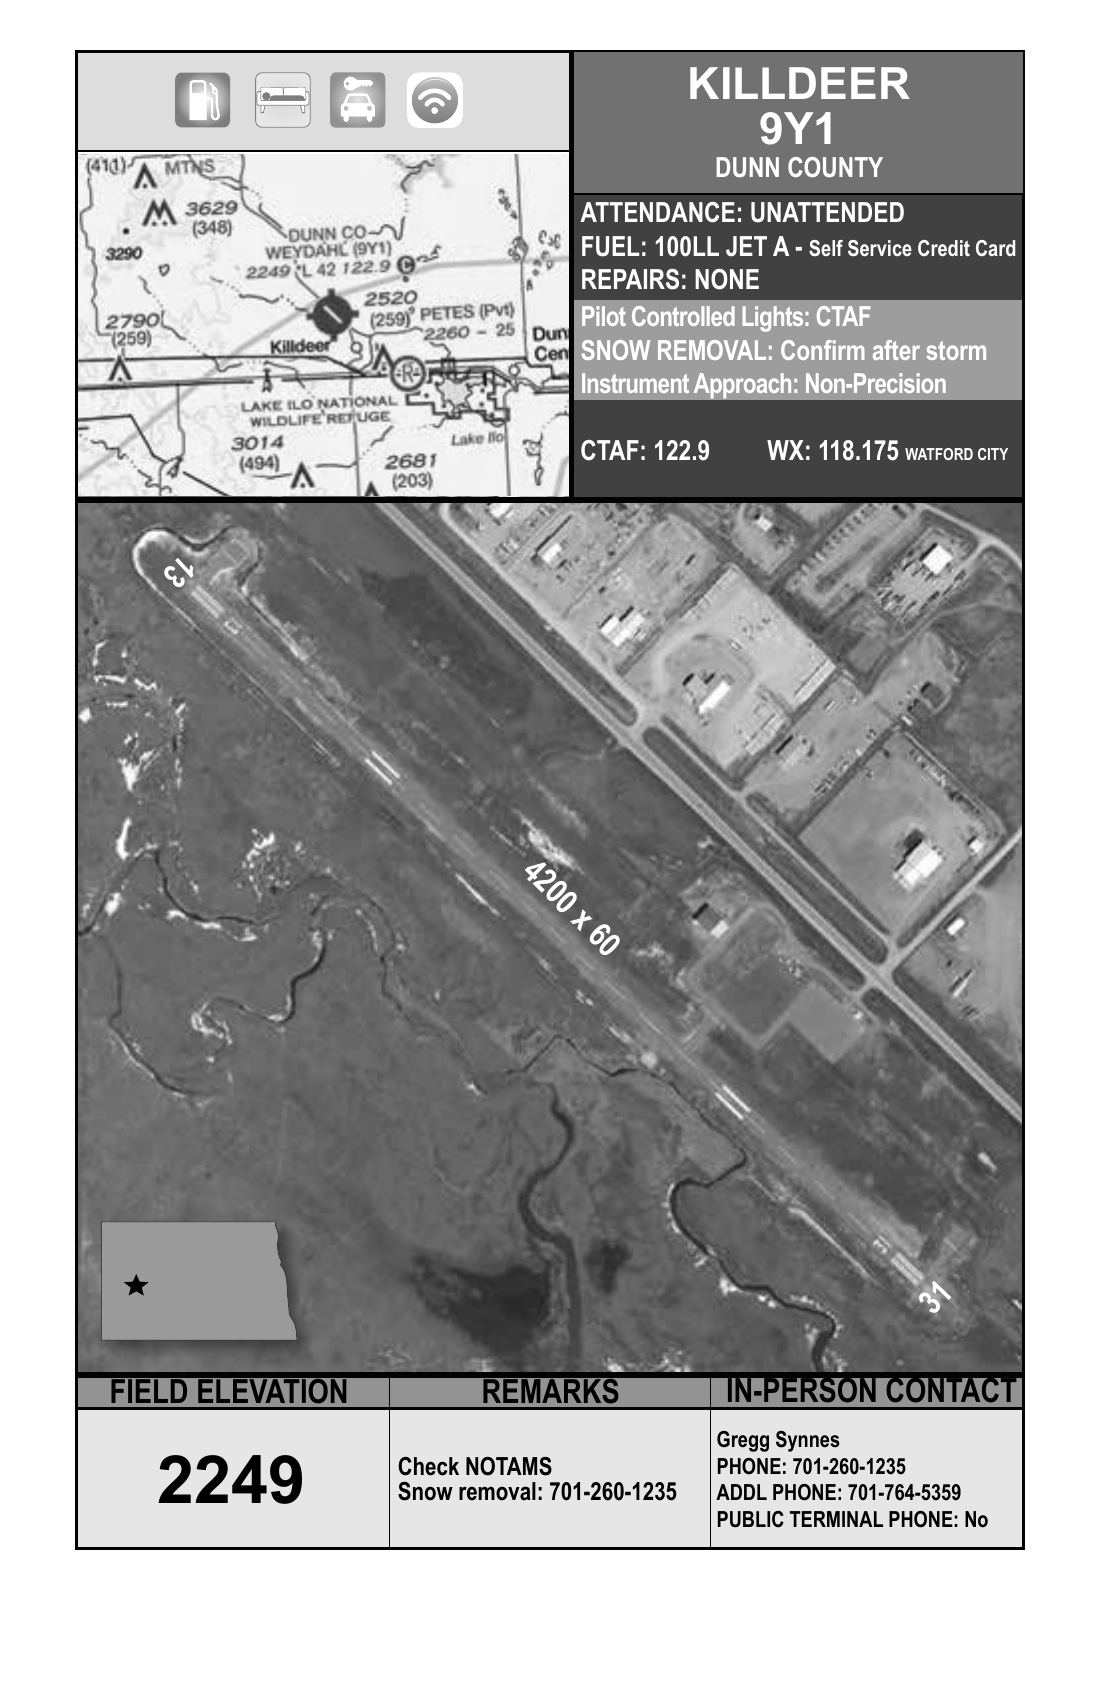 KILLDEER
9Y1
DUNN COUNTY
ATTENDANCE: UNATTENDED
FUEL: 100LL JET A - Self Service Credit Card
REPAIRS: NONE
Pilot Controlled Lights: CTAF
SNOW REMOVAL: Confirm after storm
Instrument Approach: Non-Precision
CTAF: 122.9 WX: 118.175 WATFORD CITY
(411) MTNS
3629
(348)
3290
DUNN CO
WEYDAHL (9Y1)
2249 *L 42 122.9 C
2520
(259)
PETES (Pvt)
2260 - 25
2790
(259)
Killdeer
Dunn
Cen
R
LAKE ILO NATIONAL
WILDLIFE REFUGE
Lake Ilo
3014
(494)
2681
(203)
13
4200 x 60
31
FIELD ELEVATION
2249
REMARKS
Check NOTAMS
Snow removal: 701-260-1235
IN-PERSON CONTACT
Gregg Synnes
PHONE: 701-260-1235
ADDL PHONE: 701-764-5359
PUBLIC TERMINAL PHONE: No